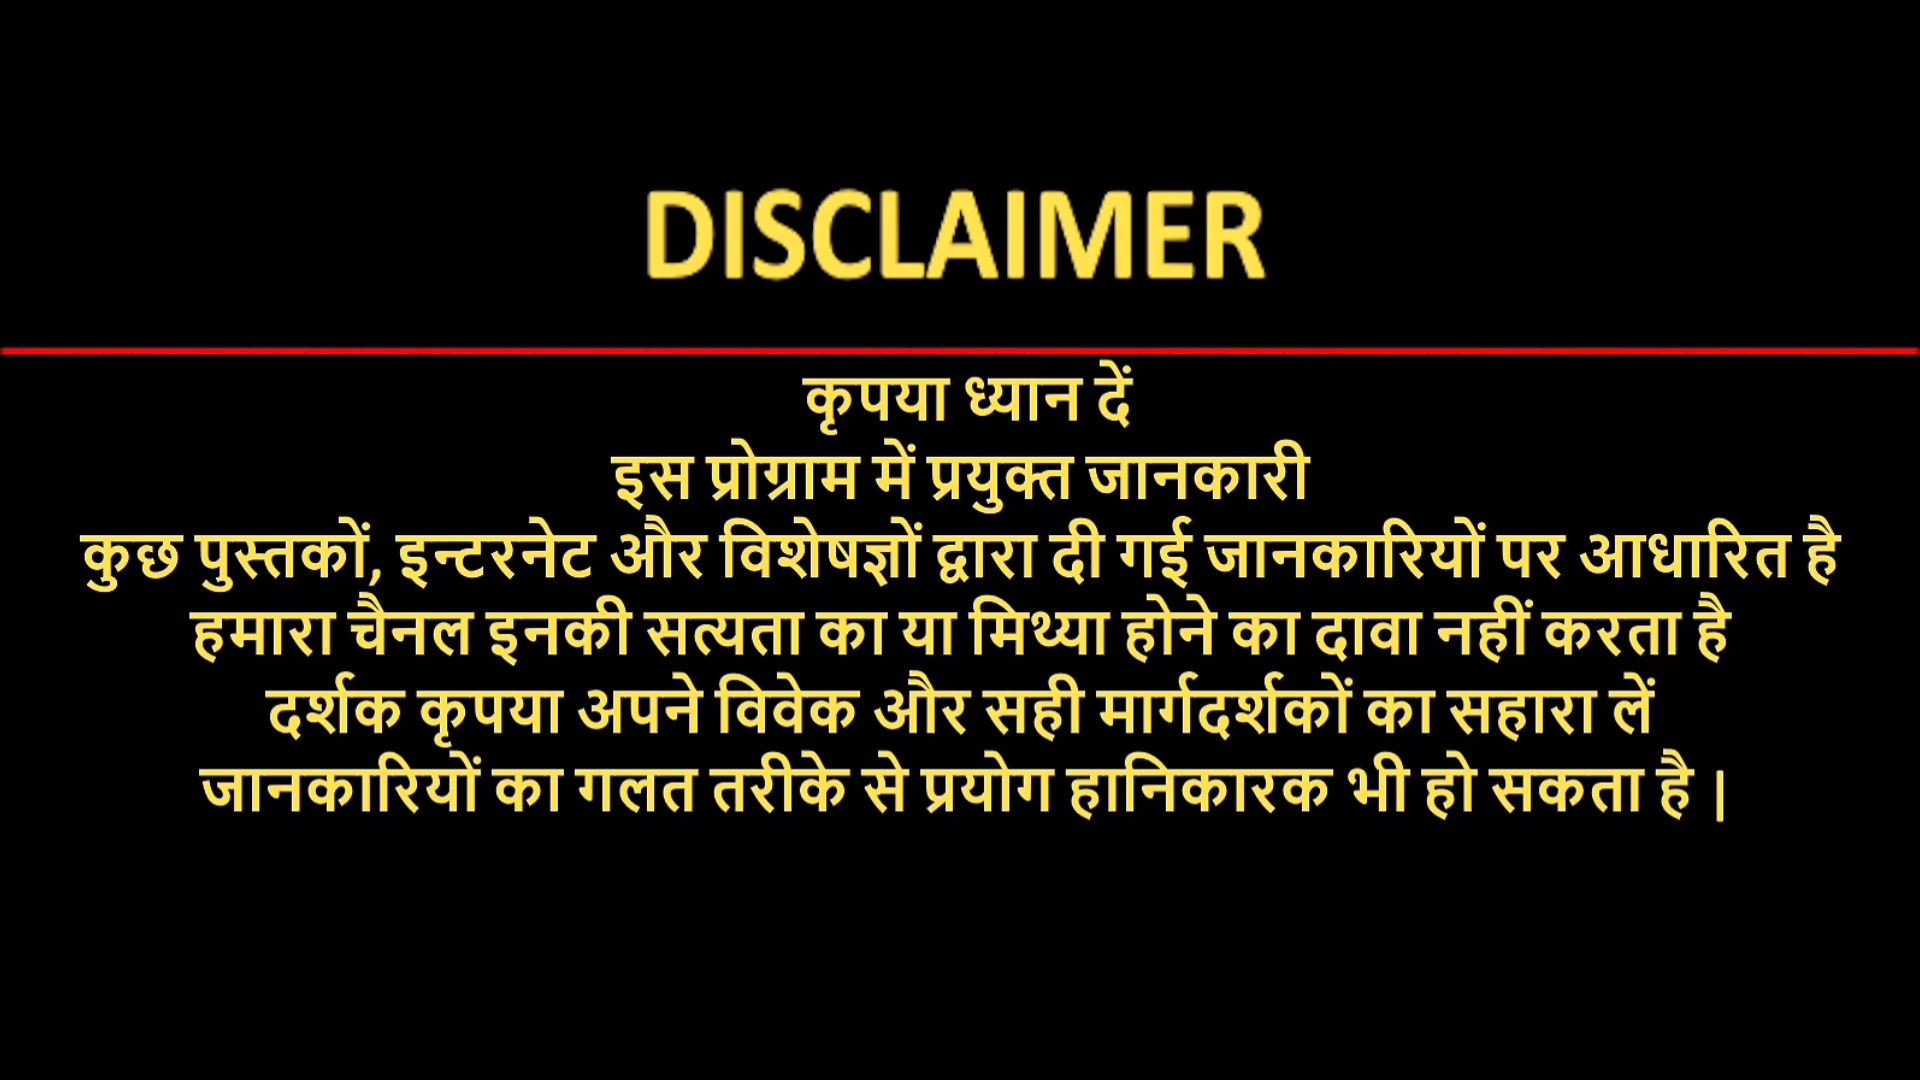 DISCLAIMER
कृपया ध्यान दें
इस प्रोग्राम में प्रयुक्त जानकारी
कुछ पुस्तकों, इन्टरनेट और विशेषज्ञों द्वारा दी गई जानकारियों पर आधारित है
हमारा चैनल इनकी सत्यता का या मिथ्या होने का दावा नहीं करता है
दर्शक कृपया अपने विवेक और सही मार्गदर्शकों का सहारा लें
जानकारियों का गलत तरीके से प्रयोग हानिकारक भी हो सकता है |